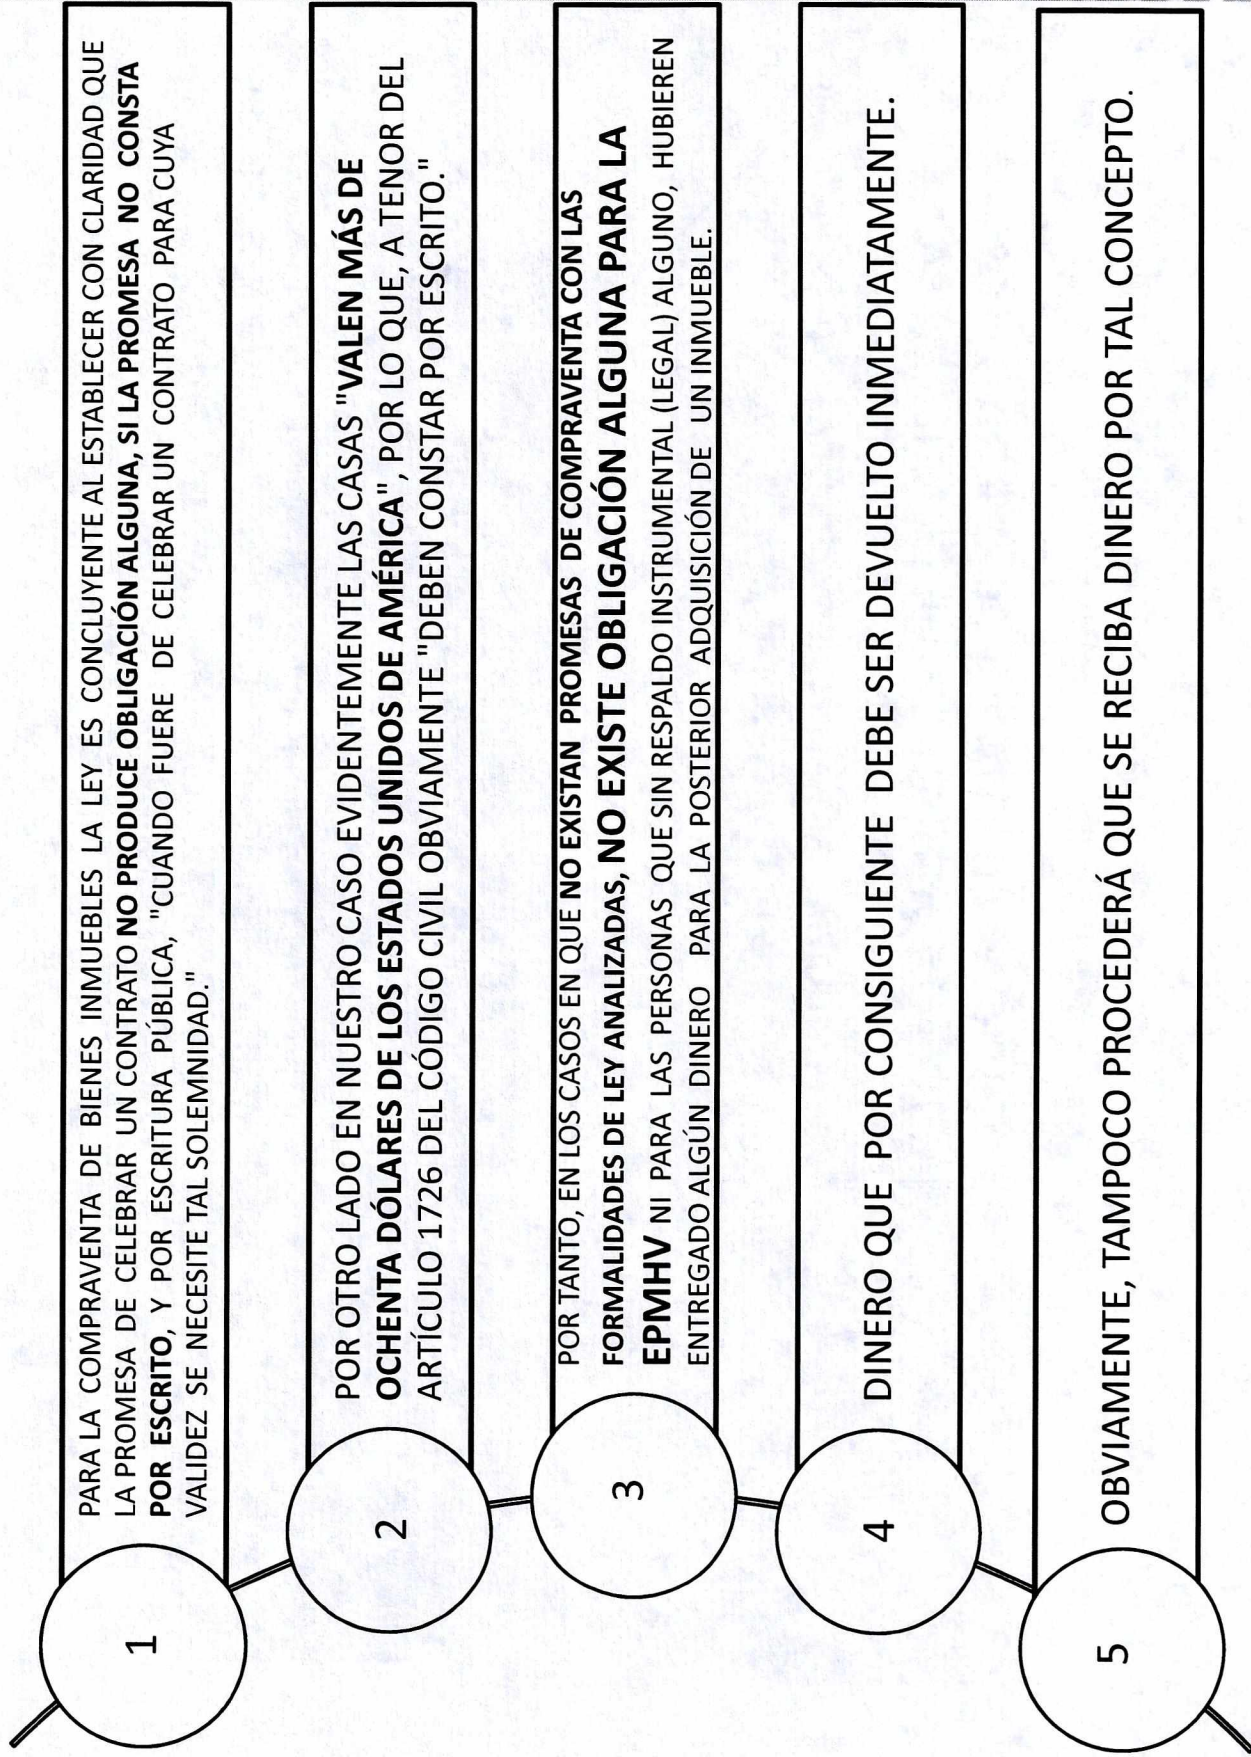 1
PARA LA COMPRAVENTA DE BIENES INMUEBLES LA LEY ES CONCLUYENTE AL ESTABLECER CON CLARIDAD QUE
LA PROMESA DE CELEBRAR UN CONTRATO NO PRODUCE OBLIGACIÓN ALGUNA, SI LA PROMESA NO CONSTA
POR ESCRITO, Y POR ESCRITURA PÚBLICA, "CUANDO FUERE DE CELEBRAR UN CONTRATO PARA CUYA
VALIDEZ SE NECESITE TAL SOLEMNIDAD."
2
POR OTRO LADO EN NUESTRO CASO EVIDENTEMENTE LAS CASAS "VALEN MÁS DE
OCHENTA DÓLARES DE LOS ESTADOS UNIDOS DE AMÉRICA", POR LO QUE, A TENOR DEL
ARTÍCULO 1726 DEL CÓDIGO CIVIL OBVIAMENTE "DEBEN CONSTAR POR ESCRITO."
3
POR TANTO, EN LOS CASOS EN QUE NO EXISTAN PROMESAS DE COMPRAVENTA CON LAS
FORMALIDADES DE LEY ANALIZADAS, NO EXISTE OBLIGACIÓN ALGUNA PARA LA
EPMHV NI PARA LAS PERSONAS QUE SIN RESPALDO INSTRUMENTAL (LEGAL) ALGUNO, HUBIEREN
ENTREGADO ALGÚN DINERO PARA LA POSTERIOR ADQUISICIÓN DE UN INMUEBLE.
4
DINERO QUE POR CONSIGUIENTE DEBE SER DEVUELTO INMEDIATAMENTE.
5
OBVIAMENTE, TAMPOCO PROCEDERÁ QUE SE RECIBA DINERO POR TAL CONCEPTO.